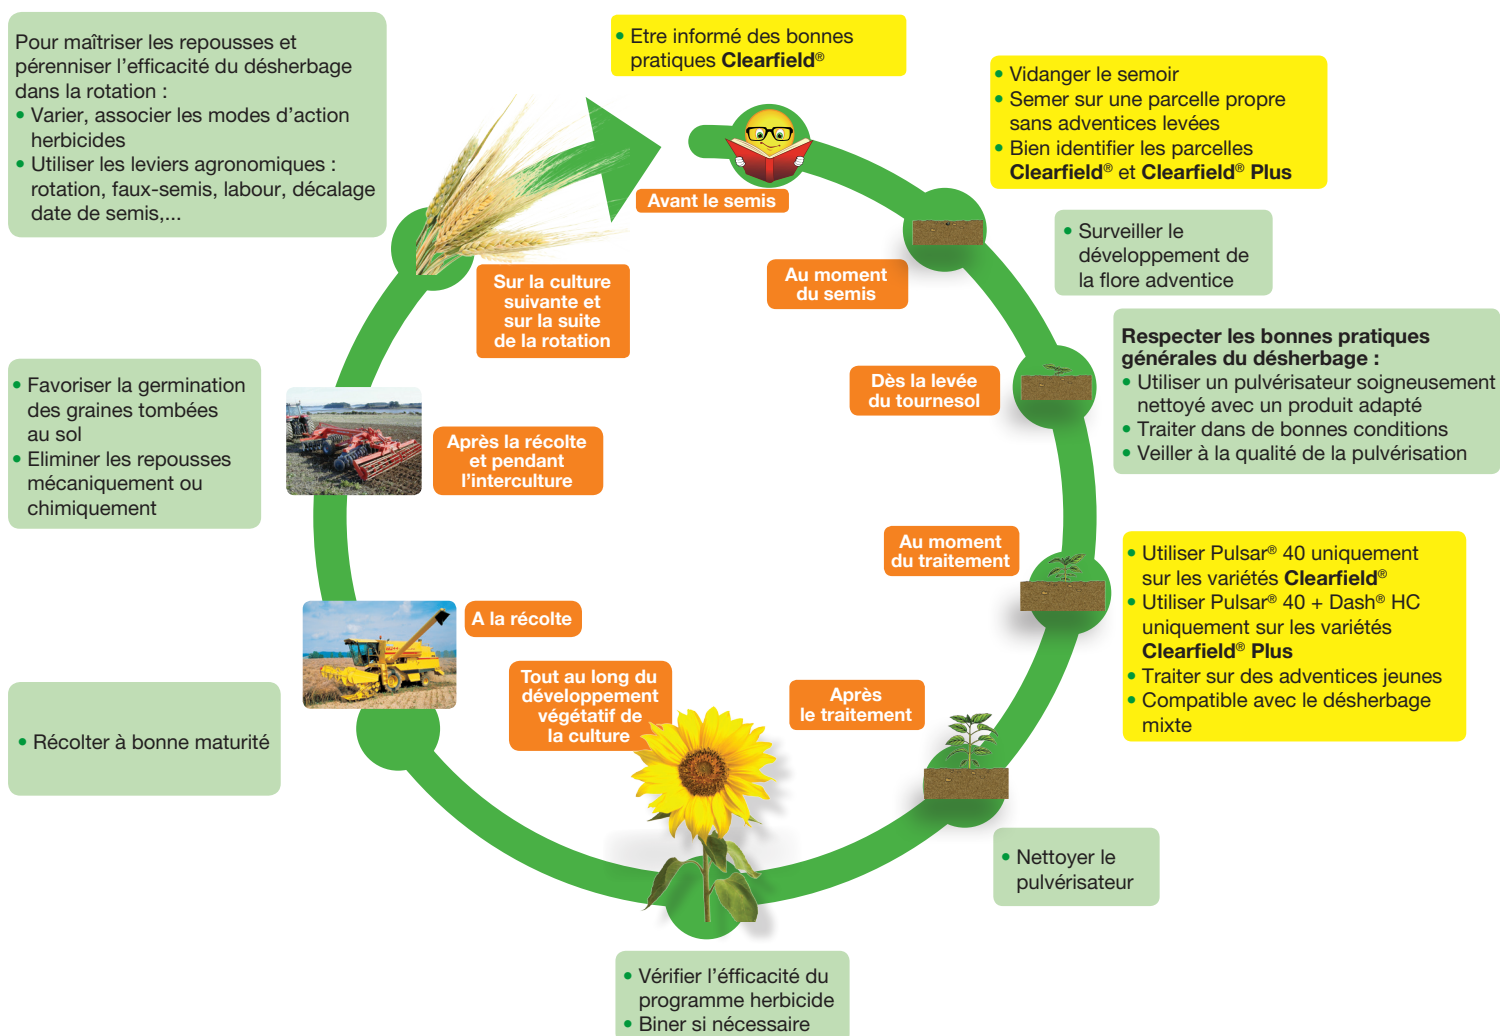 • Etre informé des bonnes
pratiques Clearfield®
Avant le semis
• Vidanger le semoir
• Semer sur une parcelle propre
sans adventices levées
• Bien identifier les parcelles
Clearfield® et Clearfield® Plus
Au moment
du semis
• Surveiller le
développement de
la flore adventice
Dès la levée
du tournesol
Respecter les bonnes pratiques
générales du désherbage :
• Utiliser un pulvérisateur soigneusement
nettoyé avec un produit adapté
• Traiter dans de bonnes conditions
• Veiller à la qualité de la pulvérisation
Au moment
du traitement
• Utiliser Pulsar® 40 uniquement
sur les variétés Clearfield®
• Utiliser Pulsar® 40 + Dash® HC
uniquement sur les variétés
Clearfield® Plus
• Traiter sur des adventices jeunes
• Compatible avec le désherbage
mixte
Après
le traitement
• Nettoyer le
pulvérisateur
Tout au long du
développement
végétatif de
la culture
• Vérifier l’éfficacité du
programme herbicide
• Biner si nécessaire
A la récolte
• Récolter à bonne maturité
Après la récolte
et pendant
l’interculture
• Favoriser la germination
des graines tombées
au sol
• Eliminer les repousses
mécaniquement ou
chimiquement
Sur la culture
suivante et
sur la suite
de la rotation
Pour maîtriser les repousses et
pérenniser l’efficacité du désherbage
dans la rotation :
• Varier, associer les modes d’action
herbicides
• Utiliser les leviers agronomiques :
rotation, faux-semis, labour, décalage
date de semis,...